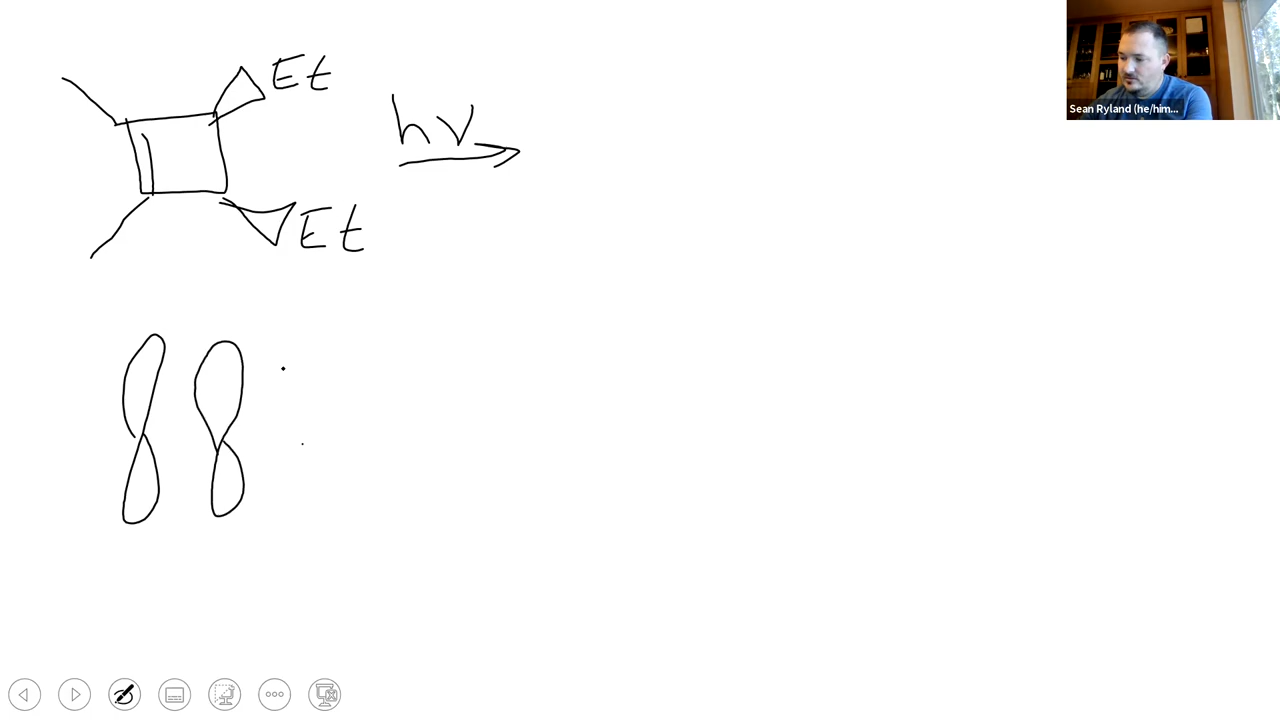 Et
hν
Et
Sean Ryland (he/him...